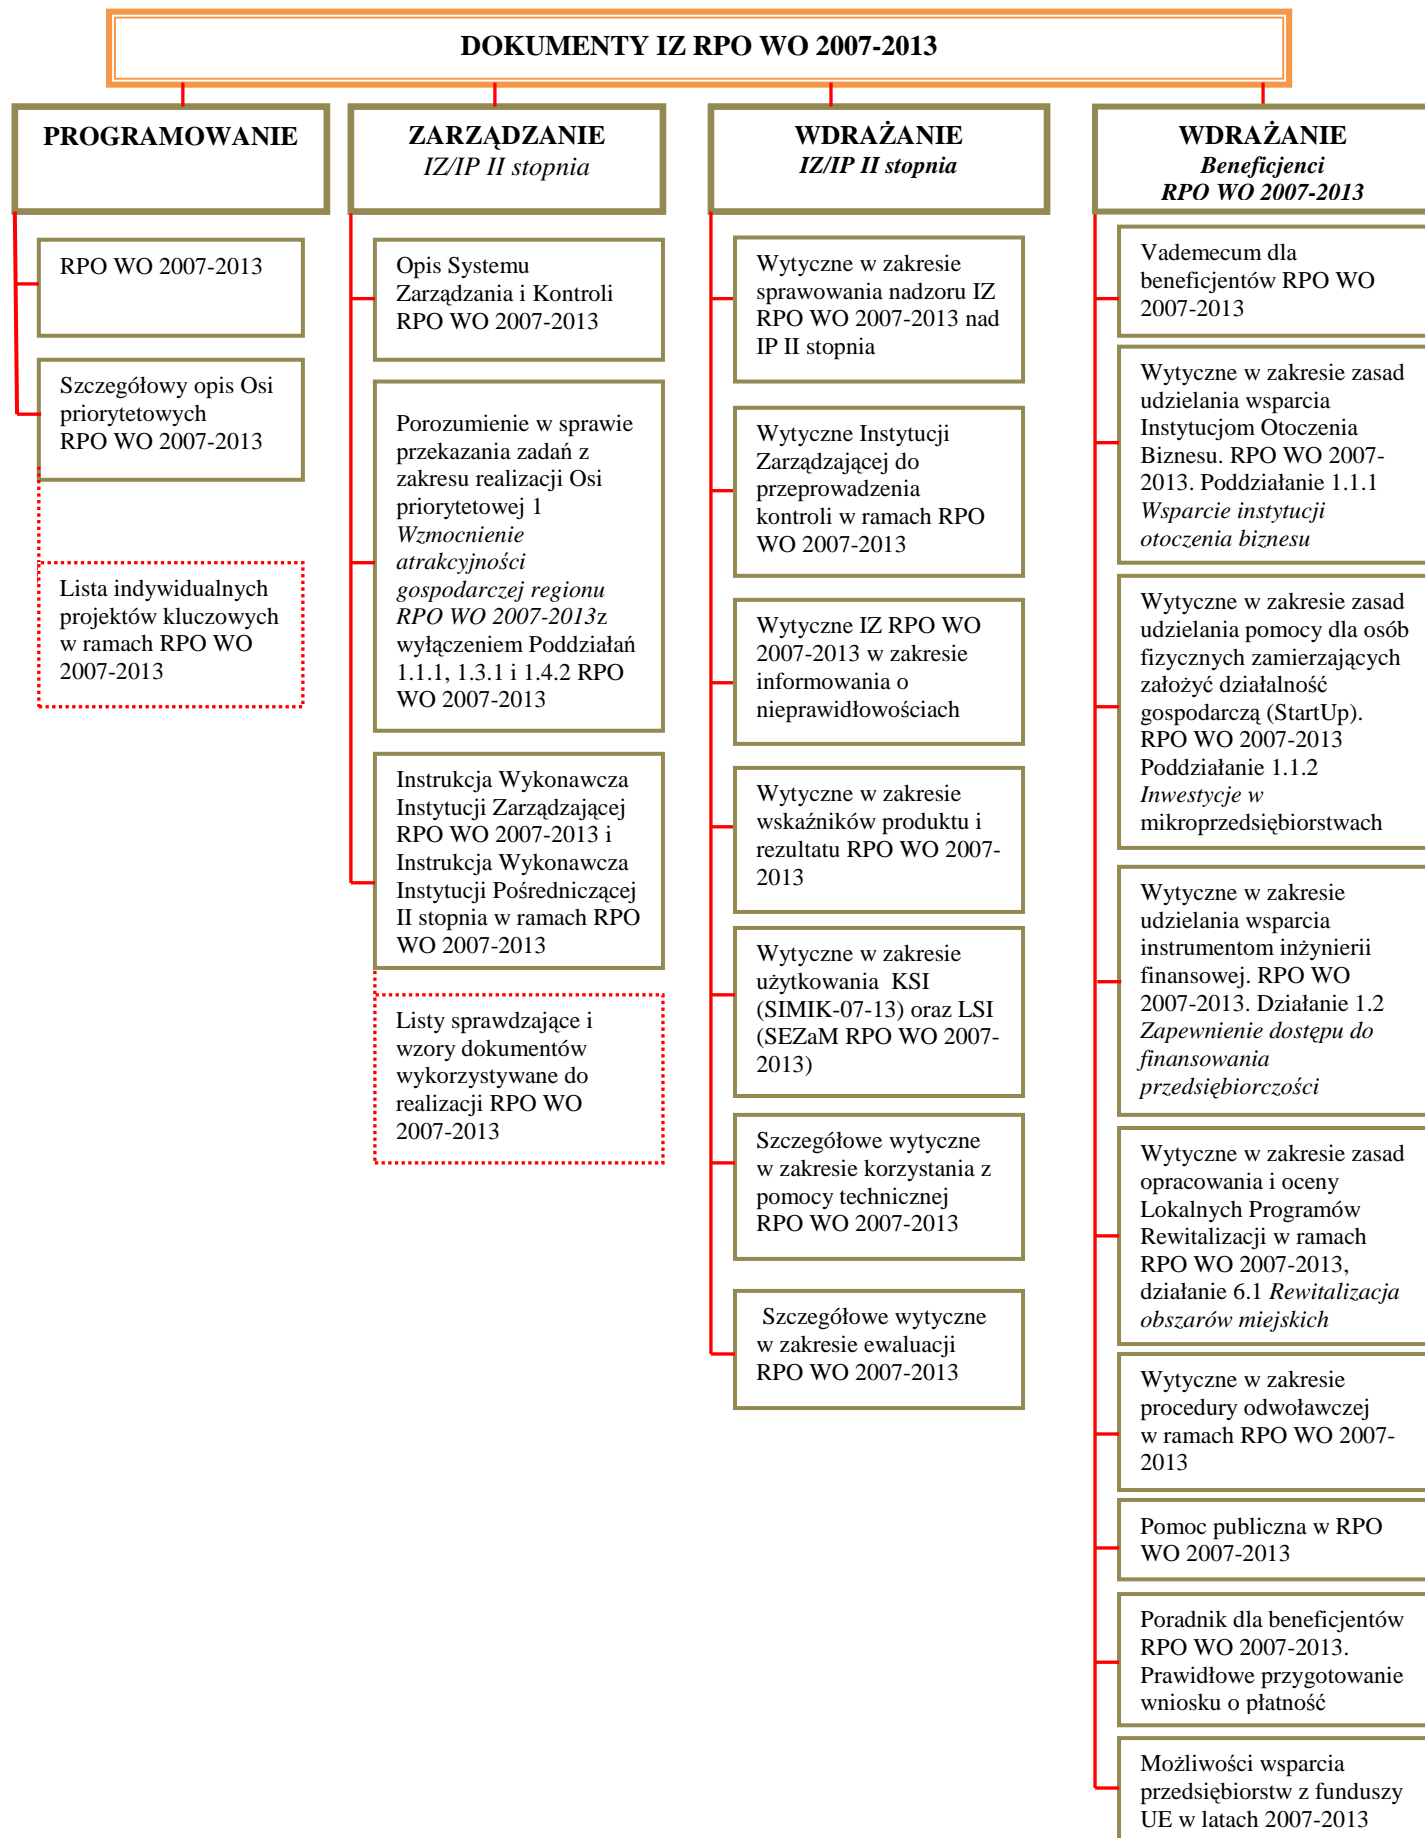 DOKUMENTY IZ RPO WO 2007-2013
PROGRAMOWANIE
RPO WO 2007-2013
Szczegółowy opis Osi
priorytetowych
RPO WO 2007-2013
Lista indywidualnych
projektów kluczowych
w ramach RPO WO
2007-2013
ZARZĄDZANIE
IZ/IP II stopnia
Opis Systemu
Zarządzania i Kontroli
RPO WO 2007-2013
Porozumienie w sprawie
przekazania zadań z
zakresu realizacji Osi
priorytetowej 1
Wzmocnienie
atrakcyjności
gospodarczej regionu
RPO WO 2007-2013z
wyłączeniem Poddziałań
1.1.1, 1.3.1 i 1.4.2 RPO
WO 2007-2013
Instrukcja Wykonawcza
Instytucji Zarządzającej
RPO WO 2007-2013 i
Instrukcja Wykonawcza
Instytucji Pośredniczącej
II stopnia w ramach RPO
WO 2007-2013
Listy sprawdzające i
wzory dokumentów
wykorzystywane do
realizacji RPO WO
2007-2013
WDRAŻANIE
IZ/IP II stopnia
Wytyczne w zakresie
sprawowania nadzoru IZ
RPO WO 2007-2013 nad
IP II stopnia
Wytyczne Instytucji
Zarządzającej do
przeprowadzenia
kontroli w ramach RPO
WO 2007-2013
Wytyczne IZ RPO WO
2007-2013 w zakresie
informowania o
nieprawidłowościach
Wytyczne w zakresie
wskaźników produktu i
rezultatu RPO WO 2007-
2013
Wytyczne w zakresie
użytkowania KSI
(SIMIK-07-13) oraz LSI
(SEZaM RPO WO 2007-
2013)
Szczegółowe wytyczne
w zakresie korzystania z
pomocy technicznej
RPO WO 2007-2013
Szczegółowe wytyczne
w zakresie ewaluacji
RPO WO 2007-2013
WDRAŻANIE
Beneficjenci
RPO WO 2007-2013
Vademecum dla
beneficjentów RPO WO
2007-2013
Wytyczne w zakresie zasad
udzielania wsparcia
Instytucjom Otoczenia
Biznesu. RPO WO 2007-
2013. Poddziałanie 1.1.1
Wsparcie instytucji
otoczenia biznesu
Wytyczne w zakresie zasad
udzielania pomocy dla osób
fizycznych zamierzających
założyć działalność
gospodarczą (StartUp).
RPO WO 2007-2013
Poddziałanie 1.1.2
Inwestycje w
mikroprzedsiębiorstwach
Wytyczne w zakresie
udzielania wsparcia
instrumentom inżynierii
finansowej. RPO WO
2007-2013. Działanie 1.2
Zapewnienie dostępu do
finansowania
przedsiębiorczości
Wytyczne w zakresie zasad
opracowania i oceny
Lokalnych Programów
Rewitalizacji w ramach
RPO WO 2007-2013,
działanie 6.1 Rewitalizacja
obszarów miejskich
Wytyczne w zakresie
procedury odwoławczej
w ramach RPO WO 2007-
2013
Pomoc publiczna w RPO
WO 2007-2013
Poradnik dla beneficjentów
RPO WO 2007-2013.
Prawidłowe przygotowanie
wniosku o płatność
Możliwości wsparcia
przedsiębiorstw z funduszy
UE w latach 2007-2013